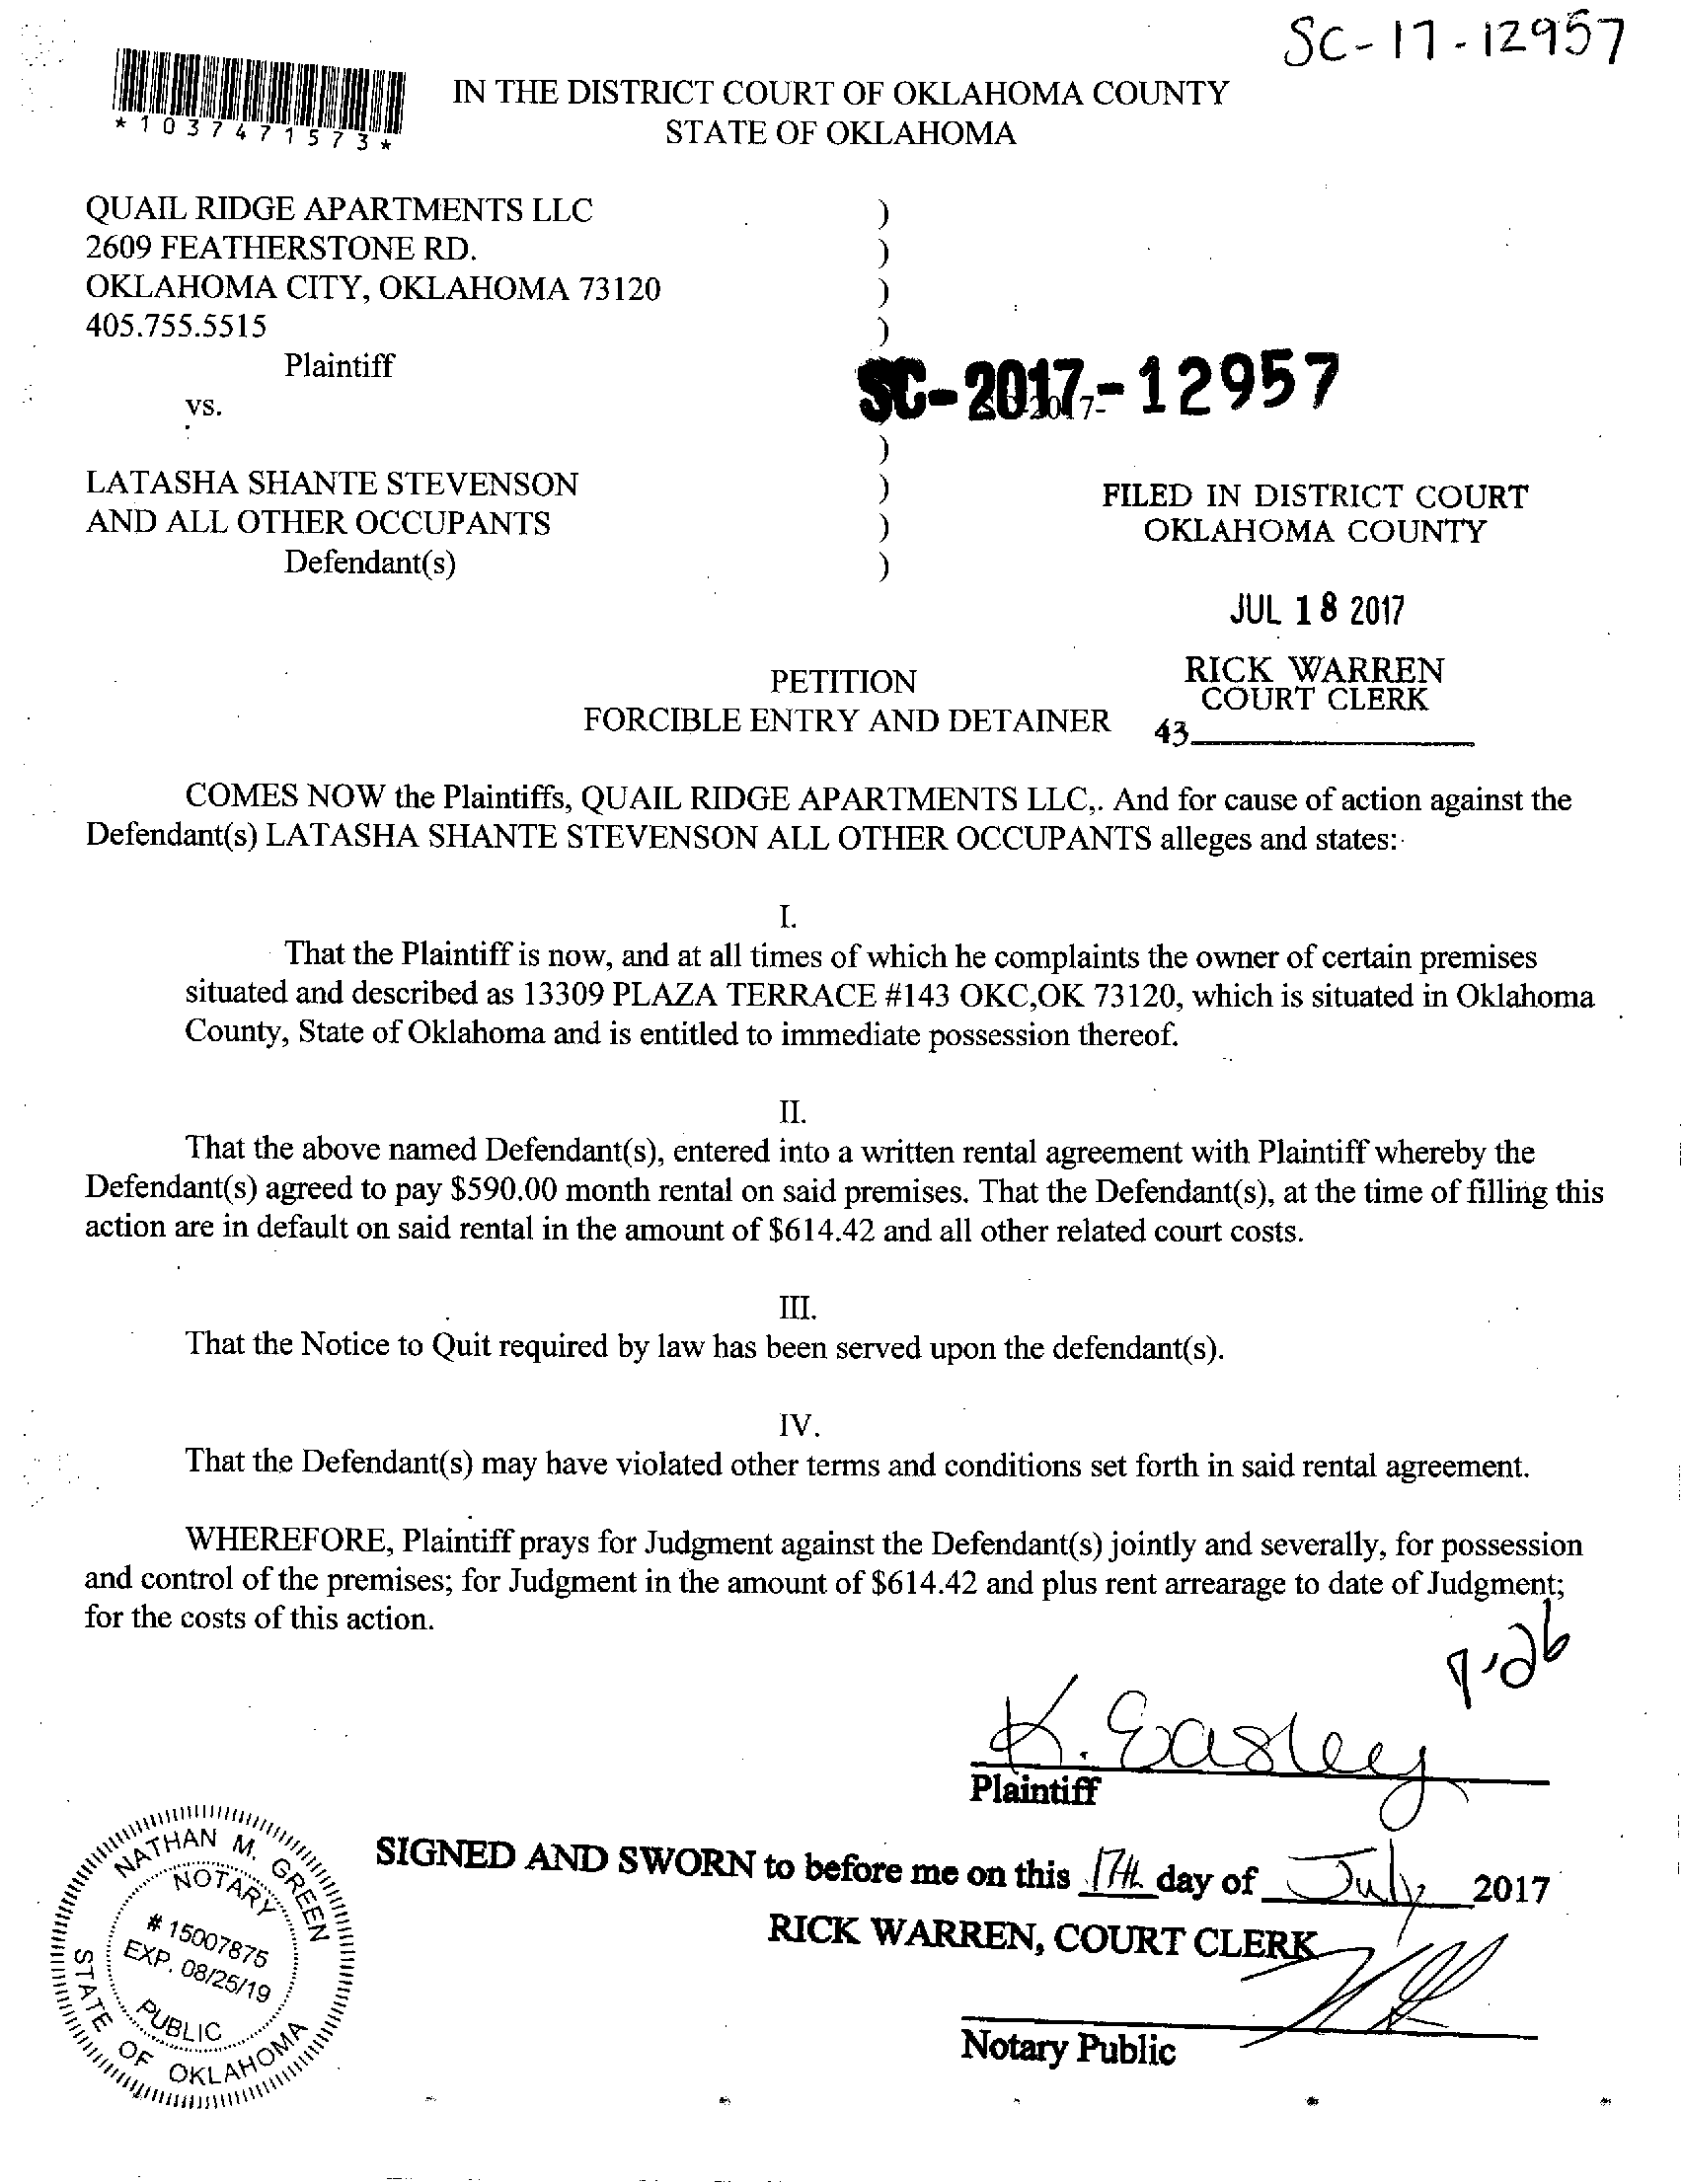 SC-17-12957
*1037471573*
IN THE DISTRICT COURT OF OKLAHOMA COUNTY
STATE OF OKLAHOMA
QUAIL RIDGE APARTMENTS LLC )
2609 FEATHERSTONE RD. )
OKLAHOMA CITY, OKLAHOMA 73120 )
405.755.5515 )
Plaintiff
vs.
SC-2017-12957
)
LATASHA SHANTE STEVENSON )
AND ALL OTHER OCCUPANTS )
Defendant(s) )
FILED IN DISTRICT COURT
OKLAHOMA COUNTY
JUL 18 2017
RICK WARREN
COURT CLERK
43
PETITION
FORCIBLE ENTRY AND DETAINER
COMES NOW the Plaintiffs, QUAIL RIDGE APARTMENTS LLC,. And for cause of action against the
Defendant(s) LATASHA SHANTE STEVENSON ALL OTHER OCCUPANTS alleges and states:
I.
That the Plaintiff is now, and at all times of which he complaints the owner of certain premises
situated and described as 13309 PLAZA TERRACE #143 OKC,OK 73120, which is situated in Oklahoma
County, State of Oklahoma and is entitled to immediate possession thereof.
II.
That the above named Defendant(s), entered into a written rental agreement with Plaintiff whereby the
Defendant(s) agreed to pay $590.00 month rental on said premises. That the Defendant(s), at the time of filling this
action are in default on said rental in the amount of $614.42 and all other related court costs.
III.
That the Notice to Quit required by law has been served upon the defendant(s).
IV.
That the Defendant(s) may have violated other terms and conditions set forth in said rental agreement.
WHEREFORE, Plaintiff prays for Judgment against the Defendant(s) jointly and severally, for possession
and control of the premises; for Judgment in the amount of $614.42 and plus rent arrearage to date of Judgment;
for the costs of this action.
K. Easley
Plaintiff
SIGNED AND SWORN to before me on this 17th day of July 2017
RICK WARREN, COURT CLERK
Notary Public
NATHAN M. GREEN
NOTARY
# 15007875
EXP. 08/25/19
PUBLIC
STATE OF OKLAHOMA